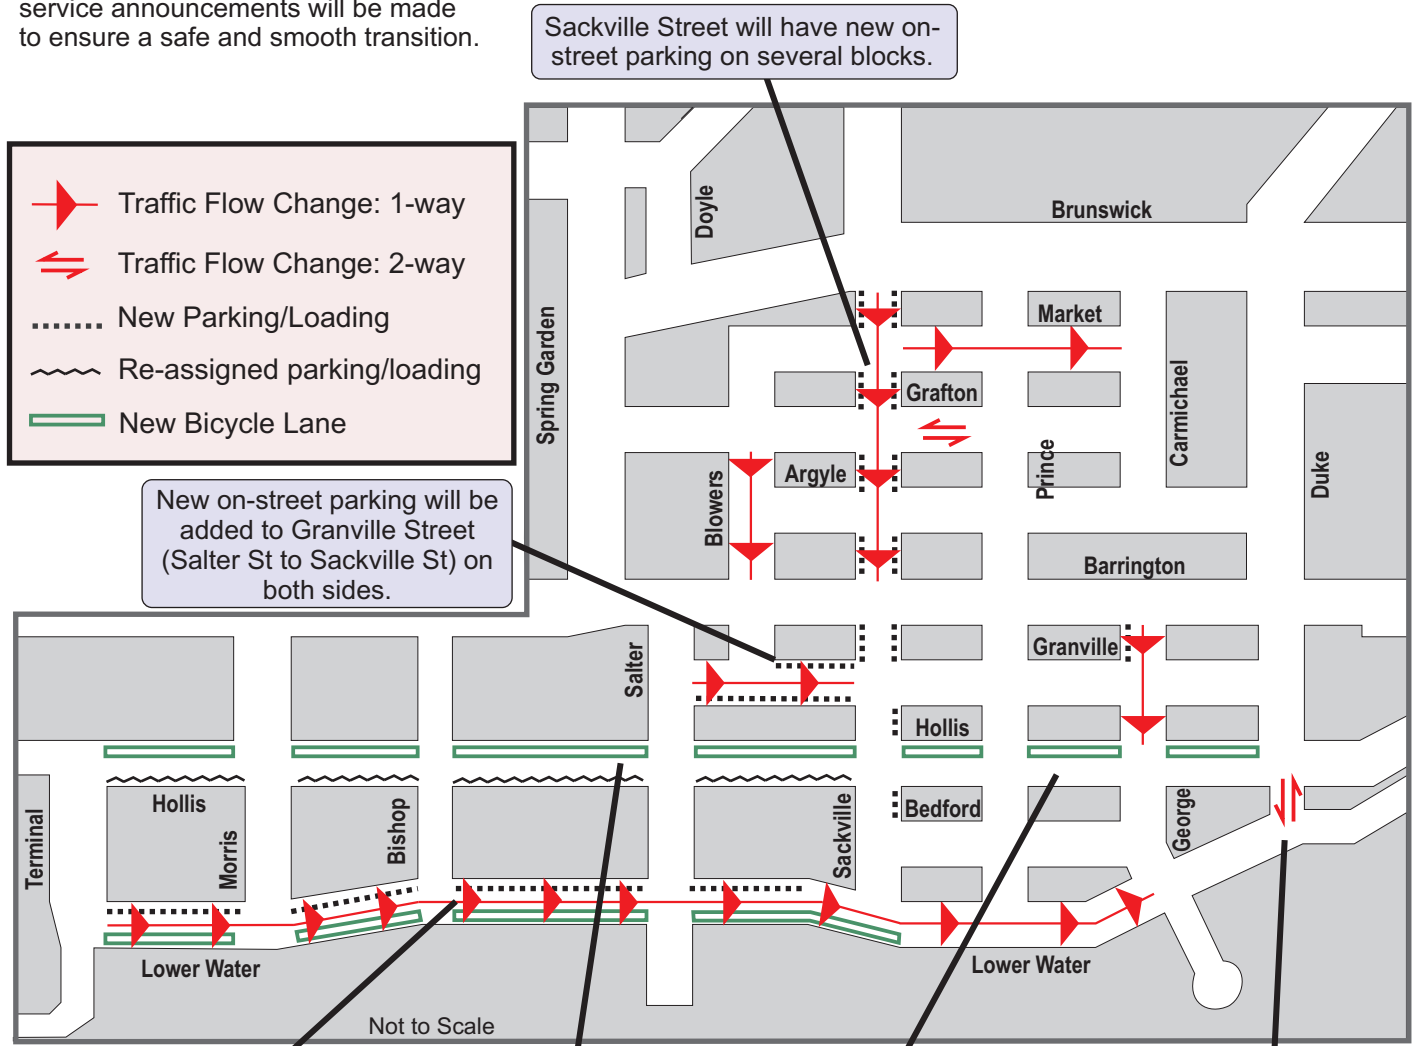 service announcements will be made
to ensure a safe and smooth transition.
Sackville Street will have new on-
street parking on several blocks.
Traffic Flow Change: 1-way
Traffic Flow Change: 2-way
New Parking/Loading
Re-assigned parking/loading
New Bicycle Lane
New on-street parking will be
added to Granville Street
(Salter St to Sackville St) on
both sides.
Doyle
Brunswick
Spring Garden
Market
Grafton
Carmichael
Prince
Duke
Argyle
Blowers
Barrington
Salter
Granville
Hollis
Terminal
Hollis
Morris
Bishop
Sackville
Bedford
George
Lower Water
Lower Water
Not to Scale